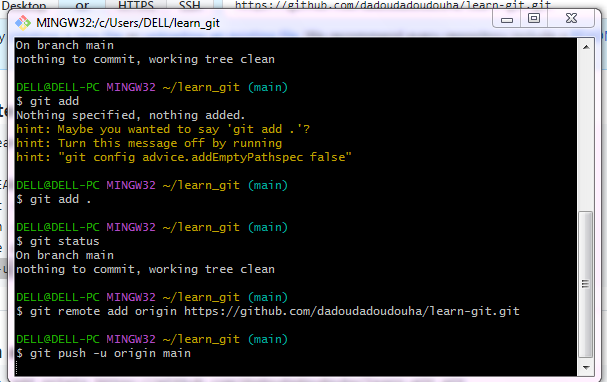 Desktop or HTTPS SSH https://github.com/dadoudadoudouha/learn-git.git
MINGW32:/c/Users/DELL/learn_git
On branch main
nothing to commit, working tree clean
DELL@DELL-PC MINGW32 ~/learn_git (main)
$ git add
Nothing specified, nothing added.
hint: Maybe you wanted to say 'git add .'?
hint: Turn this message off by running
hint: "git config advice.addEmptyPathspec false"
DELL@DELL-PC MINGW32 ~/learn_git (main)
$ git add .
DELL@DELL-PC MINGW32 ~/learn_git (main)
$ git status
On branch main
nothing to commit, working tree clean
DELL@DELL-PC MINGW32 ~/learn_git (main)
$ git remote add origin https://github.com/dadoudadoudouha/learn-git.git
DELL@DELL-PC MINGW32 ~/learn_git (main)
$ git push -u origin main